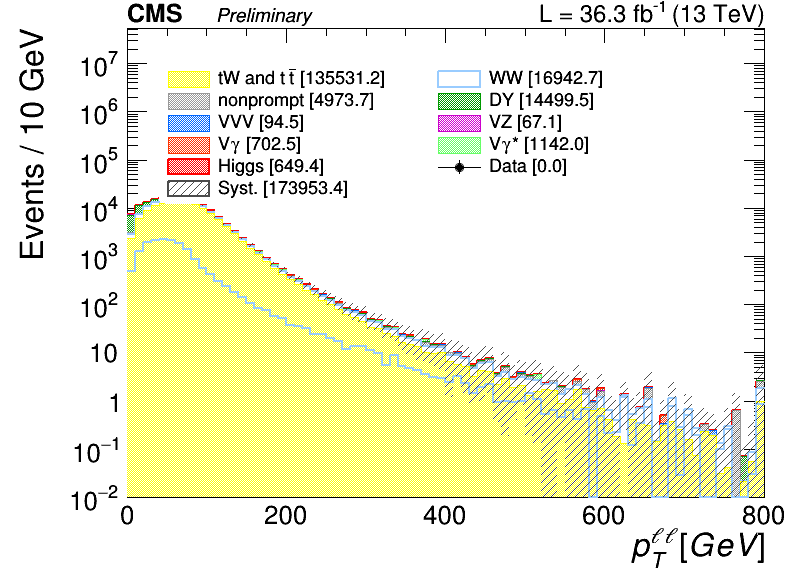 CMS Preliminary L = 36.3 fb⁻¹ (13 TeV)
Events / 10 GeV
10⁷
10⁶
10⁵
10⁴
10³
10²
10
1
10⁻¹
10⁻²
tW and tt̄ [135531.2]
nonprompt [4973.7]
VVV [94.5]
Vγ [702.5]
Higgs [649.4]
Syst. [173953.4]
WW [16942.7]
DY [14499.5]
VZ [67.1]
Vγ* [1142.0]
Data [0.0]
0 200 400 600 800
p_T^ℓℓ [GeV]